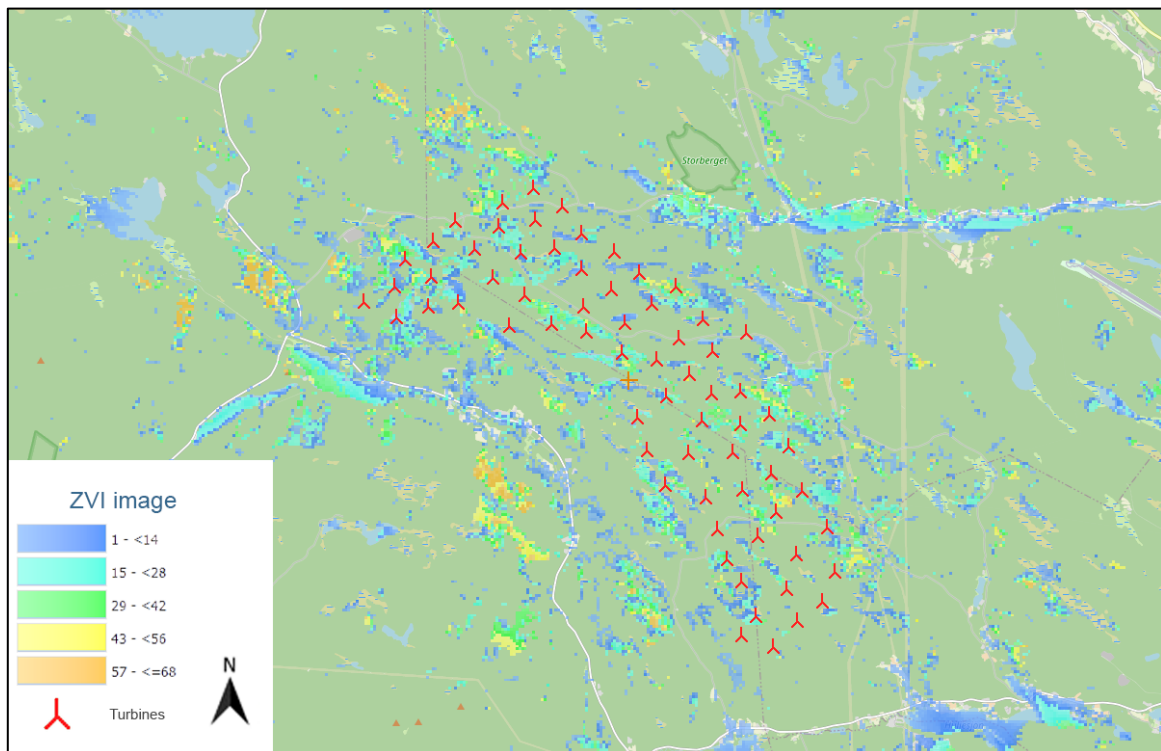 Storberget
ZVI image
1 - <14
15 - <28
29 - <42
43 - <56
57 - <=68
Turbines
N